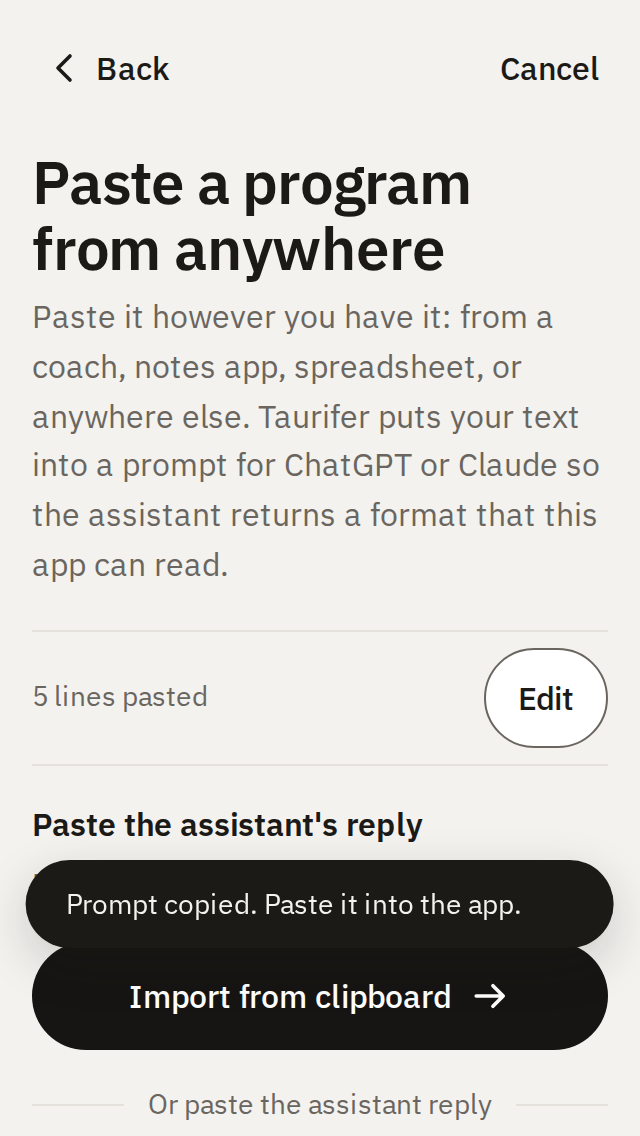 Back
Cancel
Paste a program
from anywhere
Paste it however you have it: from a
coach, notes app, spreadsheet, or
anywhere else. Taurifer puts your text
into a prompt for ChatGPT or Claude so
the assistant returns a format that this
app can read.
5 lines pasted
Edit
Paste the assistant's reply
Prompt copied. Paste it into the app.
Import from clipboard
Or paste the assistant reply